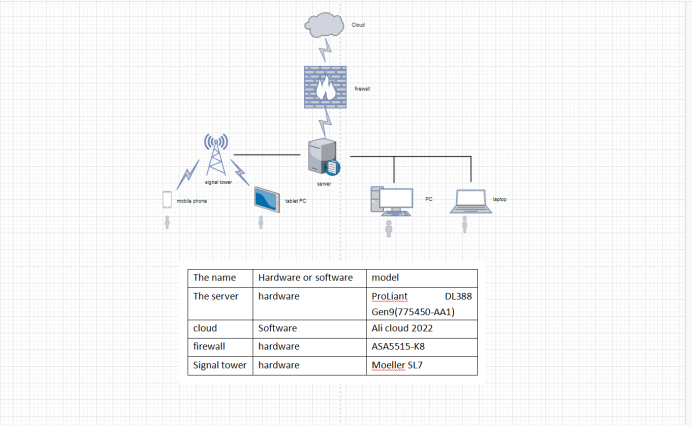 Cloud
firewall
signal tower
server
mobile phone
tablet PC
PC
laptop
The name Hardware or software model
The server hardware ProLiant DL388
Gen9(775450-AA1)
cloud Software Ali cloud 2022
firewall hardware ASA5515-K8
Signal tower hardware Moeller SL7